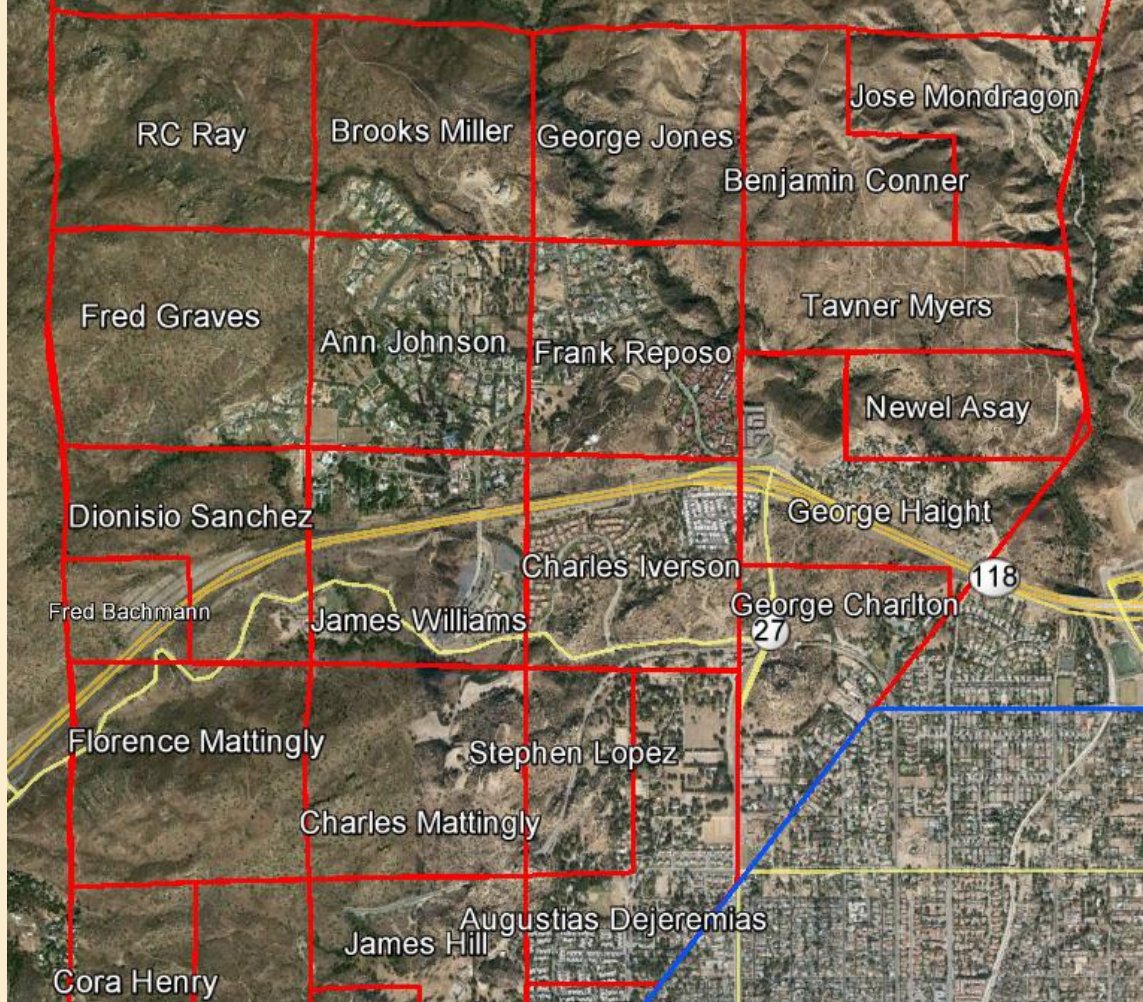 Jose Mondragon
RC Ray
Brooks Miller
George Jones
Benjamin Conner
Fred Graves
Ann Johnson
Frank Reposo
Tavner Myers
Newel Asay
Dionisio Sanchez
George Haight
Charles Iverson
118
Fred Bachmann
James Williams
George Charlton
27
Florence Mattingly
Stephen Lopez
Charles Mattingly
Augustias Dejeremias
James Hill
Cora Henry